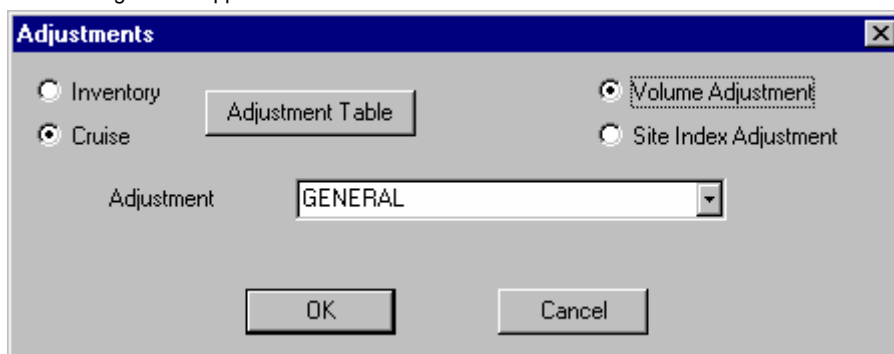 Adjustments
Inventory
Adjustment Table
Volume Adjustment
Cruise
Site Index Adjustment
Adjustment GENERAL
OK Cancel